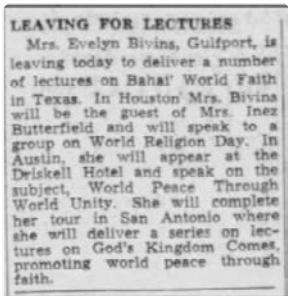 LEAVING FOR LECTURES
Mrs. Evelyn Bivins, Gulfport, is
leaving today to deliver a number
of lectures on Bahai' World Faith
in Texas. In Houston Mrs. Bivins
will be the guest of Mrs. Inez
Butterfield and will speak to a
group on World Religion Day. In
Austin, she will appear at the
Driskell Hotel and speak on the
subject, World Peace Through
World Unity. She will complete
her tour in San Antonio where
she will deliver a series on lec-
tures on God's Kingdom Comes,
promoting world peace through
faith.